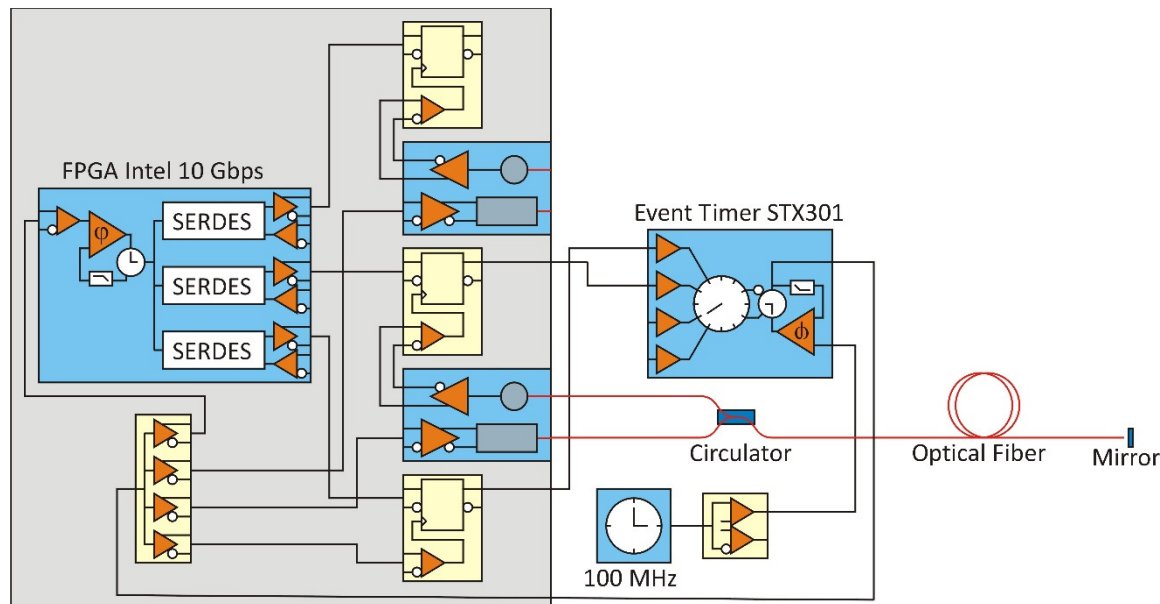 FPGA Intel 10 Gbps
φ
SERDES
SERDES
SERDES
Event Timer STX301
ϕ
Circulator
Optical Fiber
Mirror
100 MHz